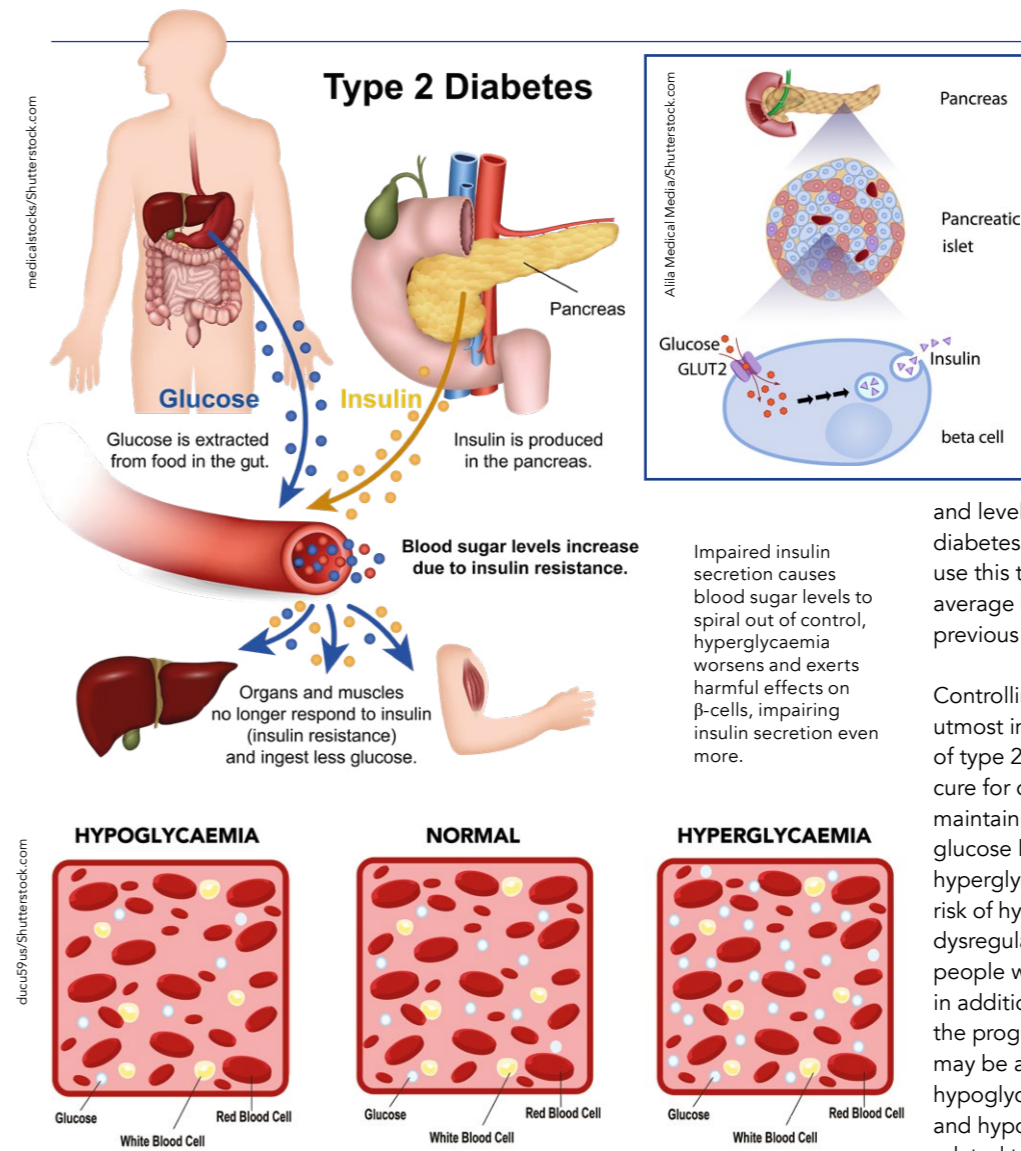 medicalstocks/Shutterstock.com
Type 2 Diabetes
Pancreas
Glucose
Glucose is extracted
from food in the gut.
Insulin
Insulin is produced
in the pancreas.
Blood sugar levels increase
due to insulin resistance.
Organs and muscles
no longer respond to insulin
(insulin resistance)
and ingest less glucose.
Alila Medical Media/Shutterstock.com
Pancreas
Pancreatic
islet
Glucose
GLUT2
Insulin
beta cell
Impaired insulin
secretion causes
blood sugar levels to
spiral out of control,
hyperglycaemia
worsens and exerts
harmful effects on
β-cells, impairing
insulin secretion even
more.
ducu59us/Shutterstock.com
HYPOGLYCAEMIA
Glucose
White Blood Cell
Red Blood Cell
NORMAL
Glucose
White Blood Cell
Red Blood Cell
HYPERGLYCAEMIA
Glucose
White Blood Cell
Red Blood Cell
and level
diabetes
use this t
average
previous
Controlli
utmost in
of type 2
cure for
maintain
glucose
hypergly
risk of hy
dysregula
people w
in additio
the prog
may be a
hypoglyc
and hypo